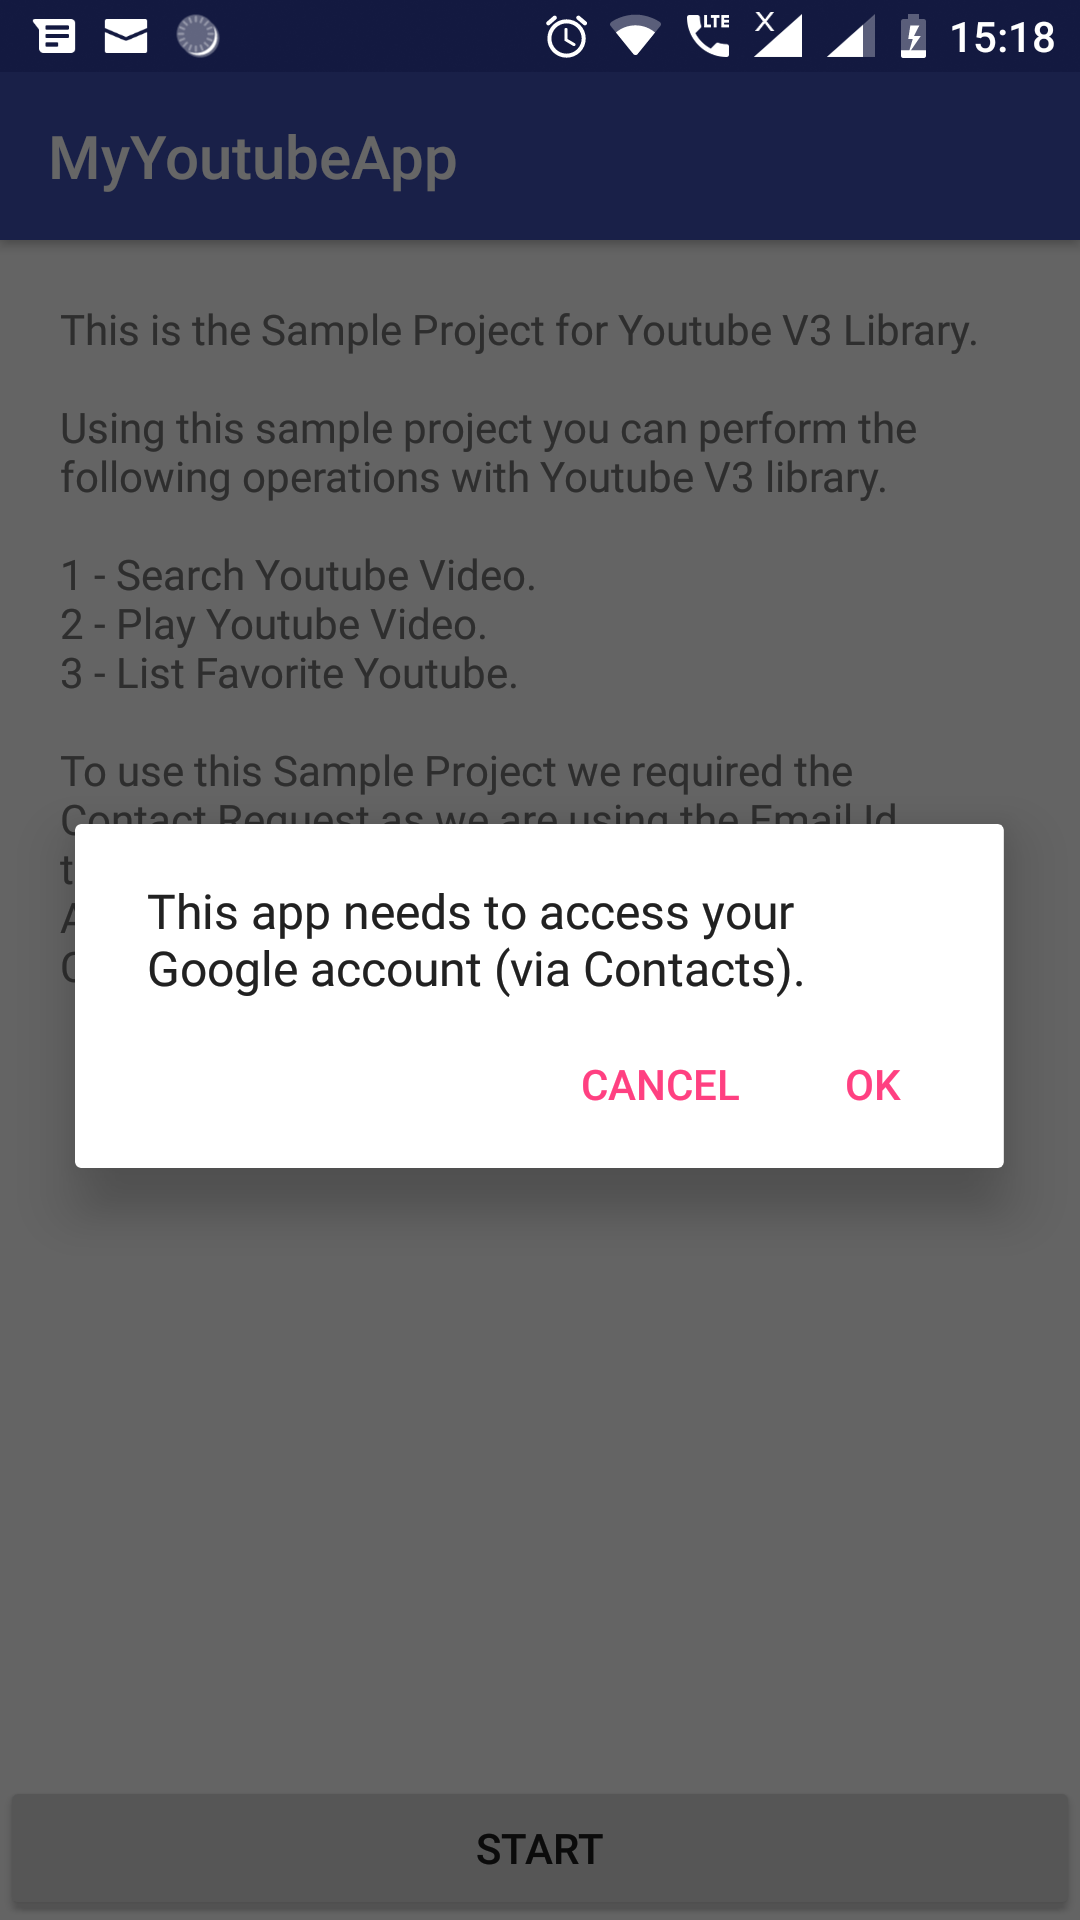 LTE
X
15:18
MyYoutubeApp
This is the Sample Project for Youtube V3 Library.
Using this sample project you can perform the
following operations with Youtube V3 library.
1 - Search Youtube Video.
2 - Play Youtube Video.
3 - List Favorite Youtube.
To use this Sample Project we required the
Contact Request as we are using the Email Id
This app needs to access your
Google account (via Contacts).
CANCEL
OK
START